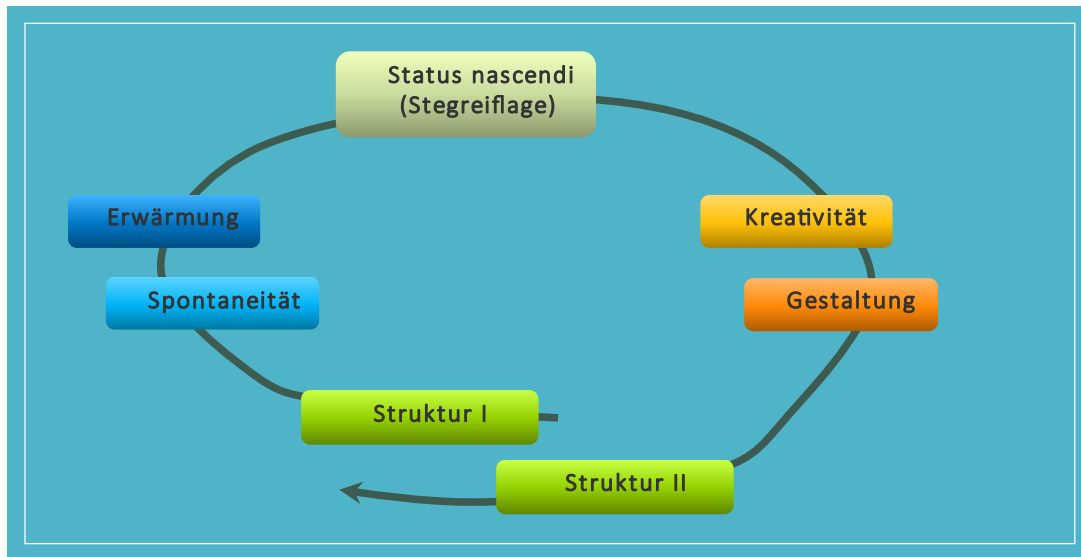 Status nascendi
(Stegreiflage)
Erwärmung
Kreativität
Spontaneität
Gestaltung
Struktur I
Struktur II